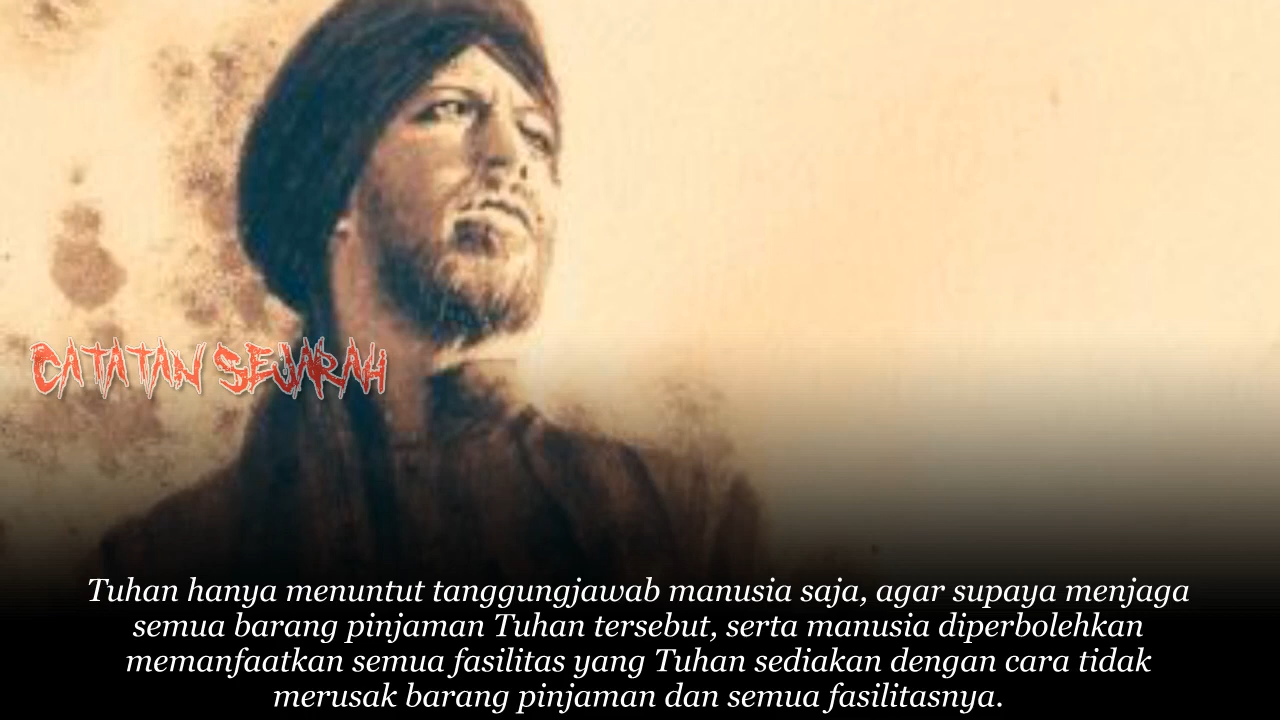 CATATAN SEJARAH
Tuhan hanya menuntut tanggungjawab manusia saja, agar supaya menjaga
semua barang pinjaman Tuhan tersebut, serta manusia diperbolehkan
memanfaatkan semua fasilitas yang Tuhan sediakan dengan cara tidak
merusak barang pinjaman dan semua fasilitasnya.